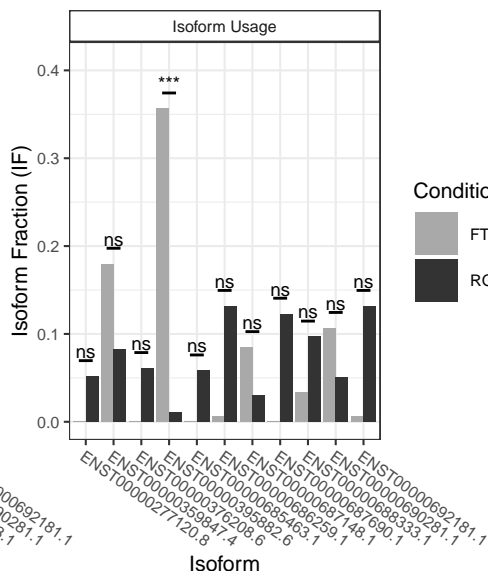 Isoform Usage
0.4
0.3
0.2
0.1
0.0
Isoform Fraction (IF)
ns
ns
ns
***
ns
ns
ns
ns
ns
ns
ns
ENST00000277120.8
ENST00000359847.4
ENST00000376208.6
ENST00000395882.6
ENST00000685463.1
ENST00000686259.1
ENST00000687148.1
ENST00000687690.1
ENST00000688333.1
ENST00000690281.1
ENST00000692181.1
Isoform
Conditio
FT